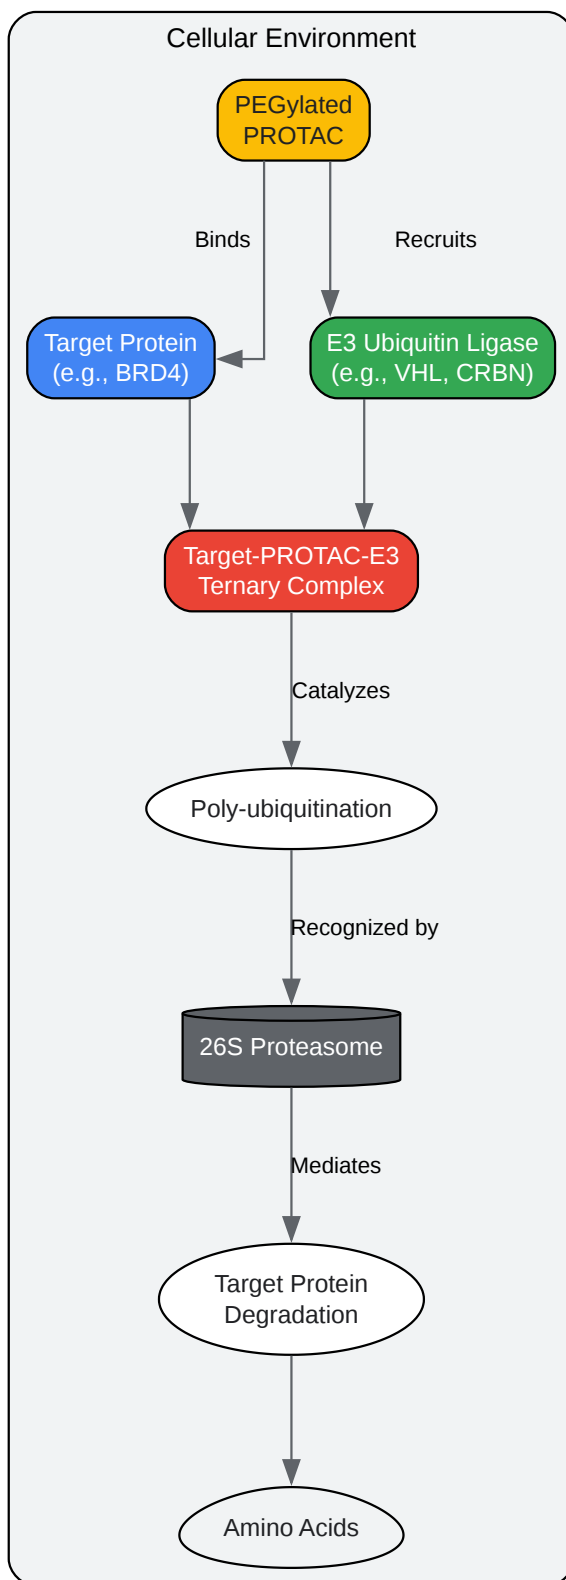 Cellular Environment
PEGylated
PROTAC
Binds
Recruits
Target Protein
(e.g., BRD4)
E3 Ubiquitin Ligase
(e.g., VHL, CRBN)
Target-PROTAC-E3
Ternary Complex
Catalyzes
Poly-ubiquitination
Recognized by
26S Proteasome
Mediates
Target Protein
Degradation
Amino Acids